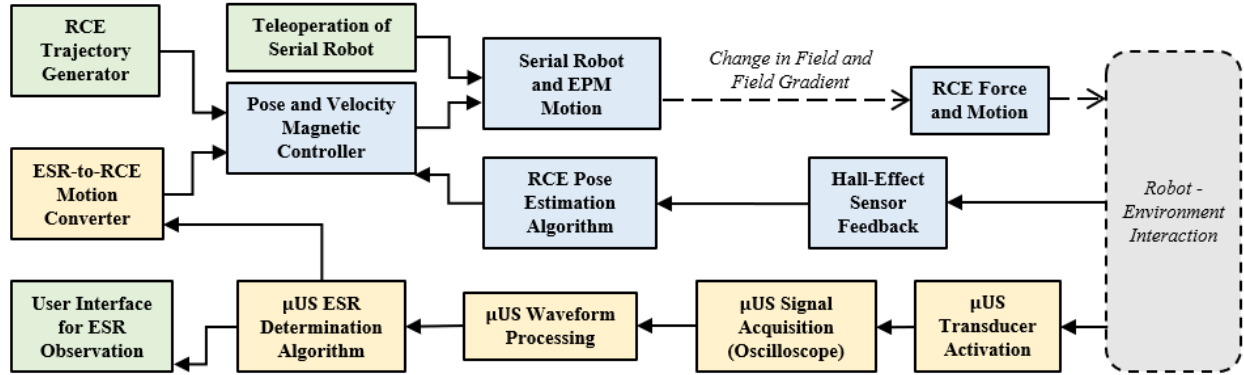 RCE
Trajectory
Generator
Teleoperation of
Serial Robot
Serial Robot
and EPM
Motion
Change in Field and
Field Gradient
RCE Force
and Motion
Pose and Velocity
Magnetic
Controller
ESR-to-RCE
Motion
Converter
RCE Pose
Estimation
Algorithm
Hall-Effect
Sensor
Feedback
Robot -
Environment
Interaction
User Interface
for ESR
Observation
µUS ESR
Determination
Algorithm
µUS Waveform
Processing
µUS Signal
Acquisition
(Oscilloscope)
µUS
Transducer
Activation